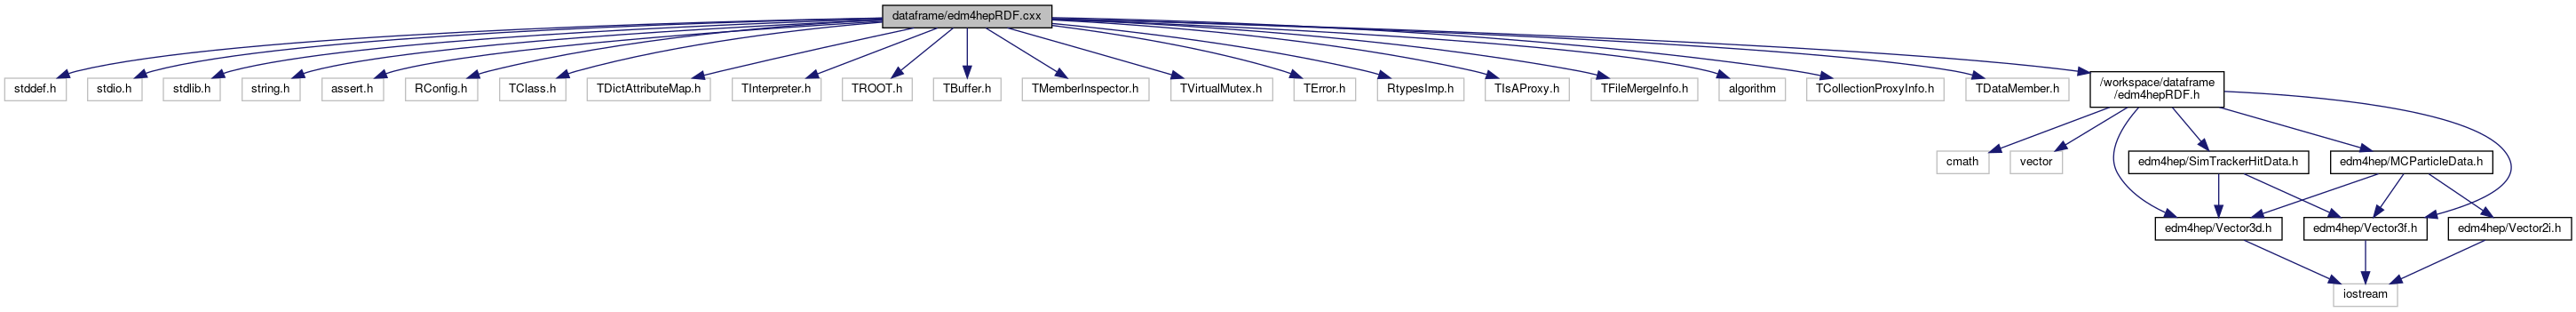 dataframe/edm4hepRDF.cxx
stddef.h
stdio.h
stdlib.h
string.h
assert.h
RConfig.h
TClass.h
TDictAttributeMap.h
TInterpreter.h
TROOT.h
TBuffer.h
TMemberInspector.h
TVirtualMutex.h
TError.h
RtypesImp.h
TIsAProxy.h
TFileMergeInfo.h
algorithm
TCollectionProxyInfo.h
TDataMember.h
/workspace/dataframe
/edm4hepRDF.h
cmath
vector
edm4hep/SimTrackerHitData.h
edm4hep/MCParticleData.h
edm4hep/Vector3d.h
edm4hep/Vector3f.h
edm4hep/Vector2i.h
iostream